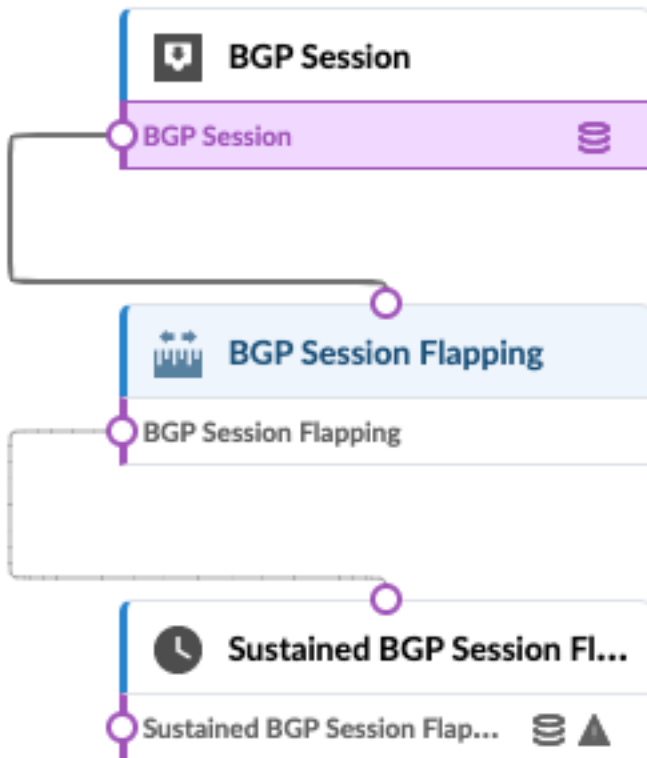 BGP Session
BGP Session
BGP Session Flapping
BGP Session Flapping
Sustained BGP Session Fl...
Sustained BGP Session Flap...